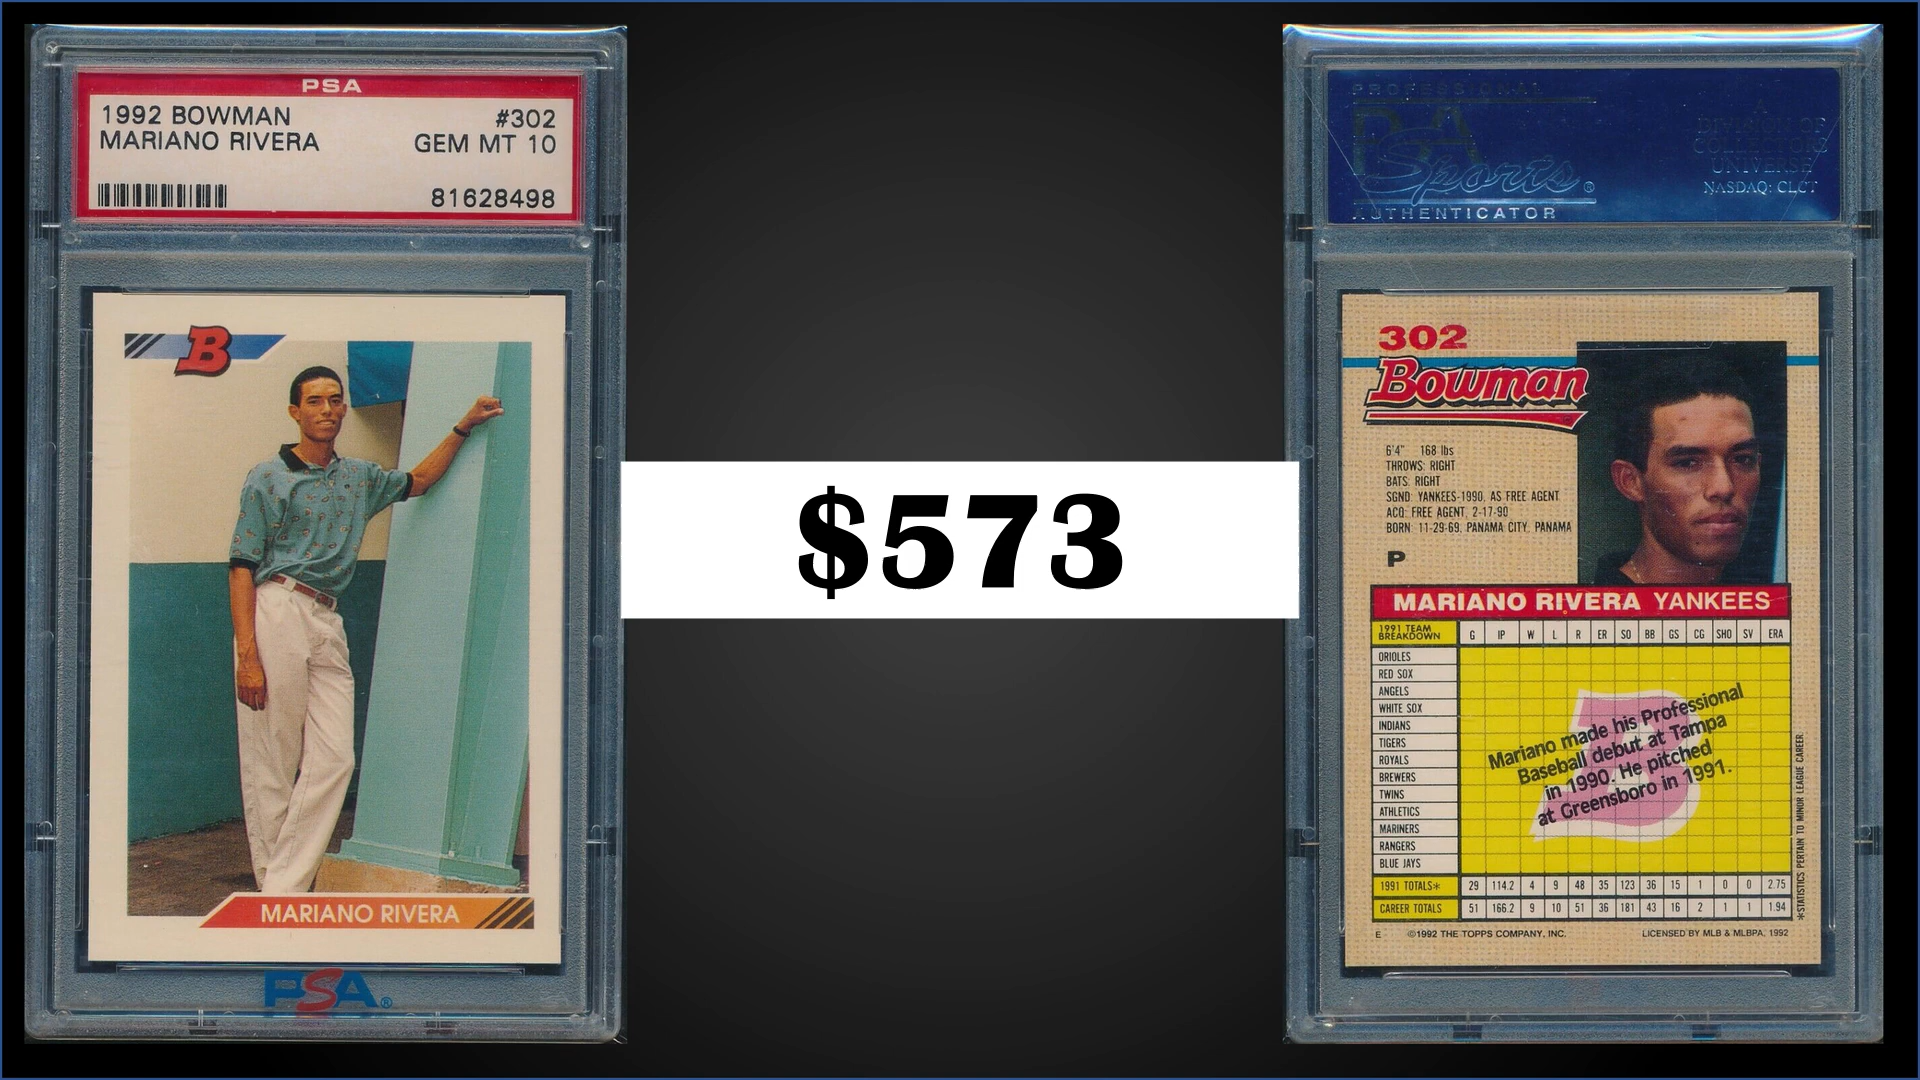 PSA
1992 BOWMAN #302
MARIANO RIVERA GEM MT 10
81628498
B
MARIANO RIVERA
PSA®
$573
PROFESSIONAL
PSA
Sports®
AUTHENTICATOR
A
DIVISION OF
COLLECTORS
UNIVERSE
NASDAQ: CLCT
302
Bowman
6'4" 168 lbs
THROWS: RIGHT
BATS: RIGHT
SGND: YANKEES-1990, AS FREE AGENT
ACQ: FREE AGENT, 2-17-90
BORN: 11-29-69, PANAMA CITY, PANAMA
P
MARIANO RIVERA YANKEES
1991 TEAM BREAKDOWN G IP W L R ER SO BB GS CG SHO SV ERA
ORIOLES
RED SOX
ANGELS
WHITE SOX
INDIANS
TIGERS
ROYALS
BREWERS
TWINS
ATHLETICS
MARINERS
RANGERS
BLUE JAYS
B
Mariano made his Professional
Baseball debut at Tampa
in 1990. He pitched
at Greensboro in 1991.
1991 TOTALS* 29 114.2 4 9 48 35 123 36 15 1 0 0 2.75
CAREER TOTALS 51 166.2 9 10 51 36 181 43 16 2 1 1 1.94
*STATISTICS PERTAIN TO MINOR LEAGUE CAREER
E ©1992 THE TOPPS COMPANY, INC. LICENSED BY MLB & MLBPA, 1992